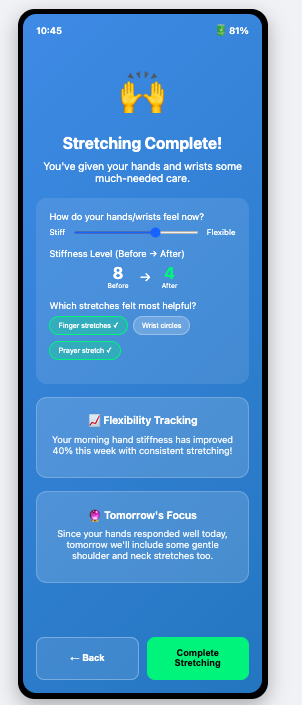 10:45
81%
Stretching Complete!
You've given your hands and wrists some
much-needed care.
How do your hands/wrists feel now?
Stiff Flexible
Stiffness Level (Before → After)
8 → 4
Before After
Which stretches felt most helpful?
Finger stretches ✓ Wrist circles
Prayer stretch ✓
📈 Flexibility Tracking
Your morning hand stiffness has improved
40% this week with consistent stretching!
🔮 Tomorrow's Focus
Since your hands responded well today,
tomorrow we'll include some gentle
shoulder and neck stretches too.
← Back
Complete
Stretching